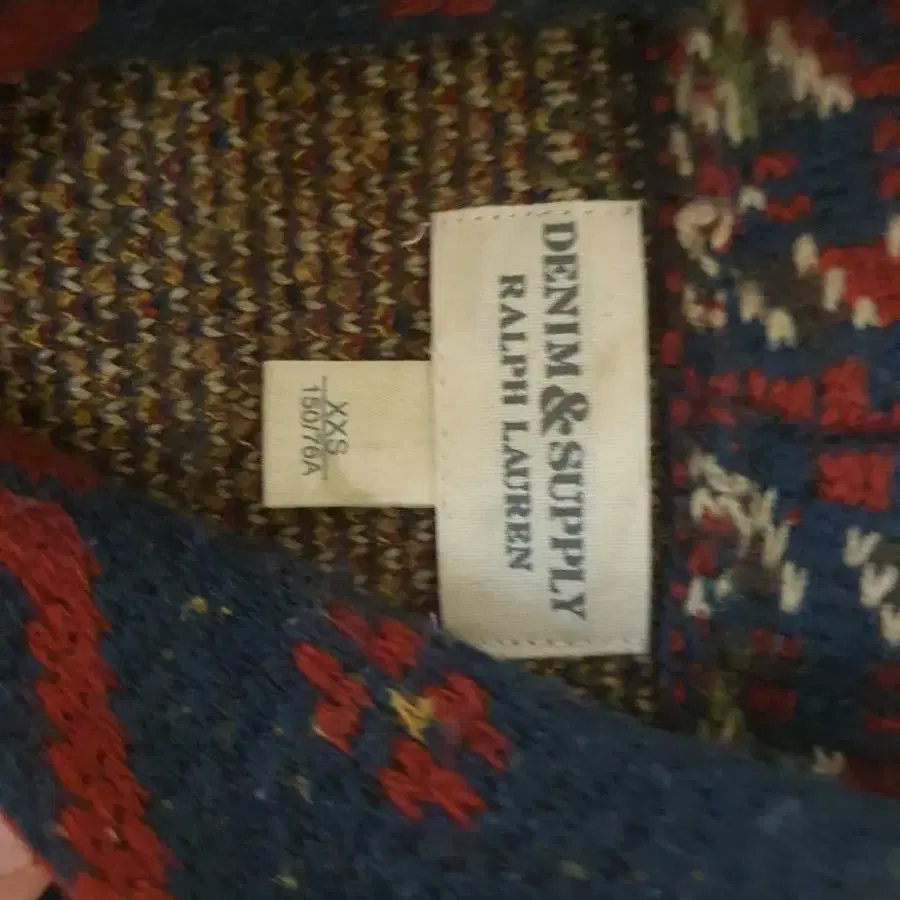 DENIM & SUPPLY
RALPH LAUREN
XXS
150/76A